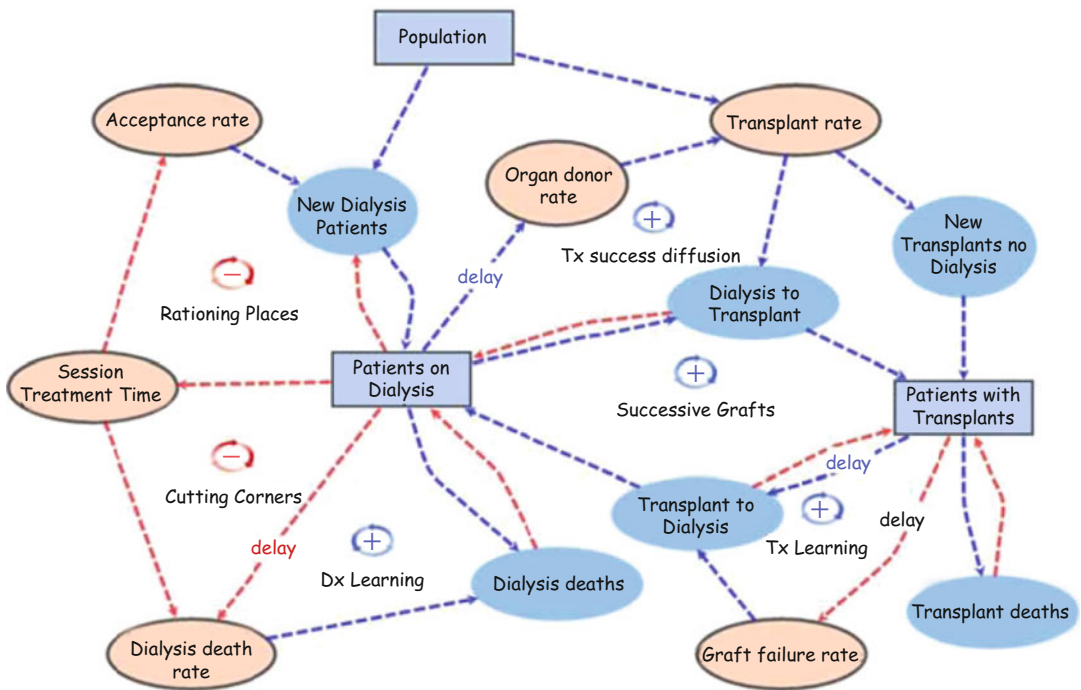 Population
Acceptance rate
Transplant rate
Organ donor
rate
New Dialysis
Patients
New
Transplants no
Dialysis
+
Tx success diffusion
delay
−
Rationing Places
Dialysis to
Transplant
Session
Treatment Time
Patients on
Dialysis
+
Successive Grafts
Patients with
Transplants
−
Cutting Corners
delay
Transplant to
Dialysis
+
Tx Learning
delay
delay
+
Dx Learning
Dialysis deaths
Transplant deaths
Dialysis death
rate
Graft failure rate